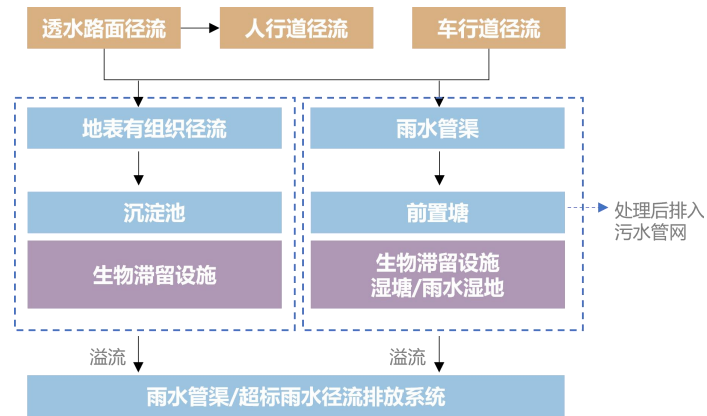 透水路面径流
人行道径流
车行道径流
地表有组织径流
雨水管渠
沉淀池
前置塘
处理后排入
污水管网
生物滞留设施
生物滞留设施
湿塘/雨水湿地
溢流
溢流
雨水管渠/超标雨水径流排放系统